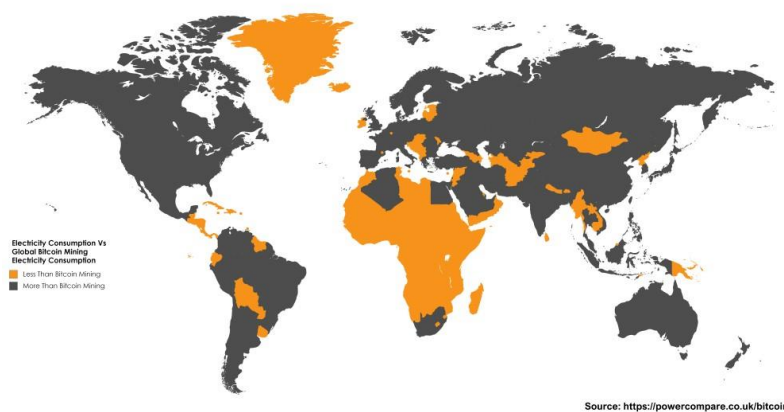 Electricity Consumption Vs
Global Bitcoin Mining
Electricity Consumption
Less Than Bitcoin Mining
More Than Bitcoin Mining
Source: https://powercompare.co.uk/bitcoin